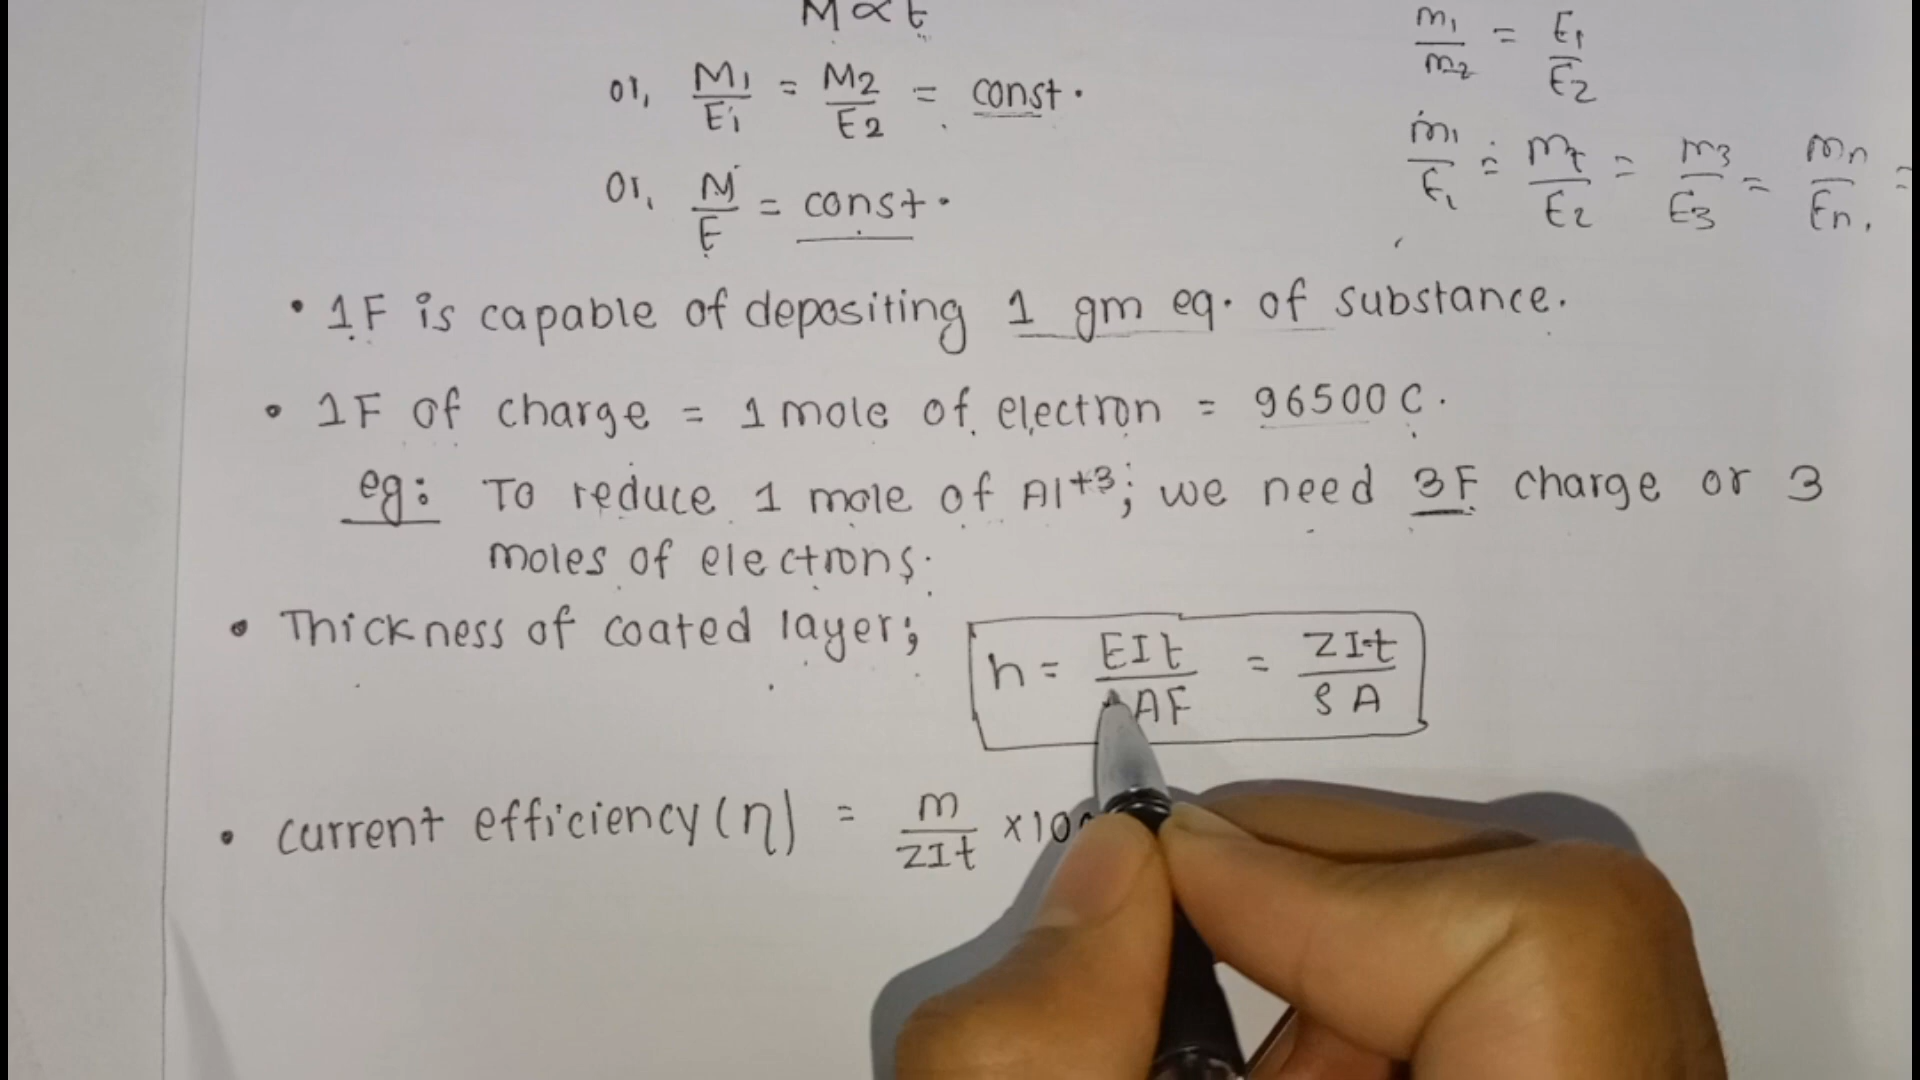 M ∝ E
or, M1/E1 = M2/E2 = const.
or, M/E = const.
m1/m2 = E1/E2
m1/E1 = m2/E2 = m3/E3 = mn/En =
• 1F is capable of depositing 1 gm eq. of substance.
• 1F of charge = 1 mole of electron = 96500 C.
eg: To reduce 1 mole of Al+3; we need 3F charge or 3
moles of electrons.
• Thickness of coated layer; h = EIt/AF = ZIt/ρA
• current efficiency (η) = m/ZIt ×10